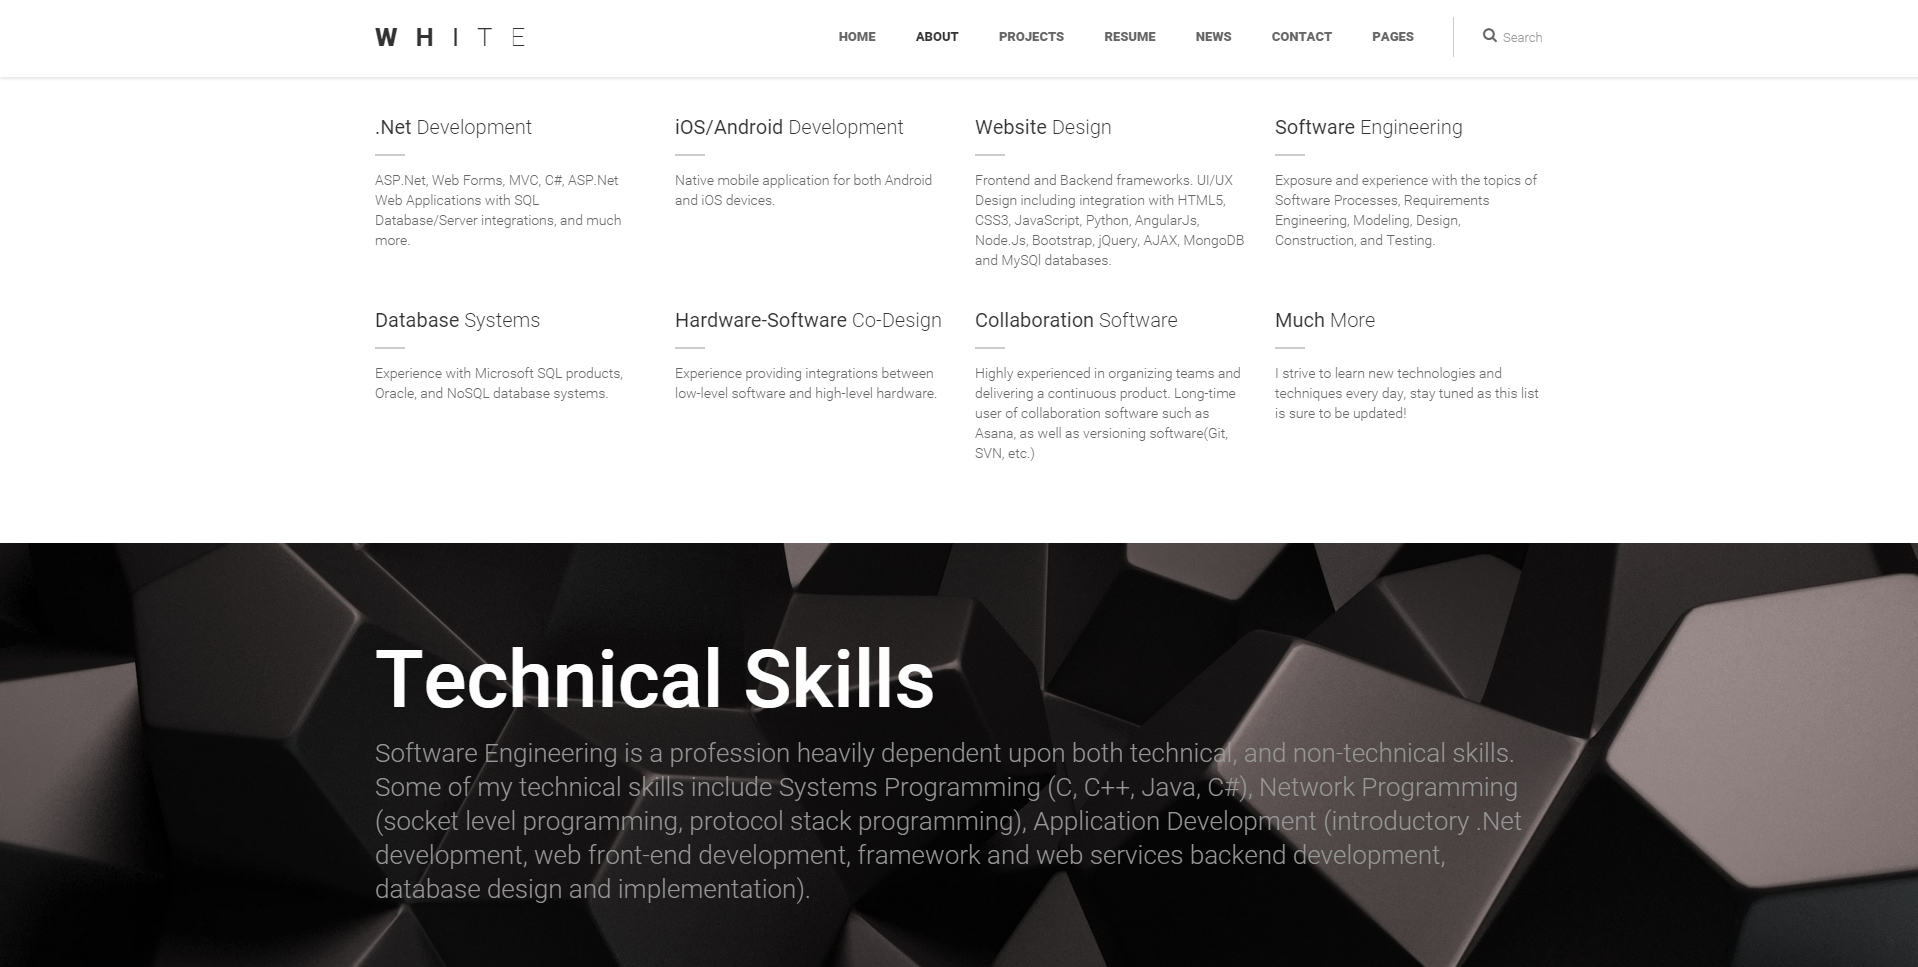 W H I T E
HOME ABOUT PROJECTS RESUME NEWS CONTACT PAGES Search
.Net Development
ASP.Net, Web Forms, MVC, C#, ASP.Net
Web Applications with SQL
Database/Server integrations, and much
more.
iOS/Android Development
Native mobile application for both Android
and iOS devices.
Website Design
Frontend and Backend frameworks. UI/UX
Design including integration with HTML5,
CSS3, JavaScript, Python, AngularJs,
Node.Js, Bootstrap, jQuery, AJAX, MongoDB
and MySQl databases.
Software Engineering
Exposure and experience with the topics of
Software Processes, Requirements
Engineering, Modeling, Design,
Construction, and Testing.
Database Systems
Experience with Microsoft SQL products,
Oracle, and NoSQL database systems.
Hardware-Software Co-Design
Experience providing integrations between
low-level software and high-level hardware.
Collaboration Software
Highly experienced in organizing teams and
delivering a continuous product. Long-time
user of collaboration software such as
Asana, as well as versioning software(Git,
SVN, etc.)
Much More
I strive to learn new technologies and
techniques every day, stay tuned as this list
is sure to be updated!
Technical Skills
Software Engineering is a profession heavily dependent upon both technical, and non-technical skills.
Some of my technical skills include Systems Programming (C, C++, Java, C#), Network Programming
(socket level programming, protocol stack programming), Application Development (introductory .Net
development, web front-end development, framework and web services backend development,
database design and implementation).